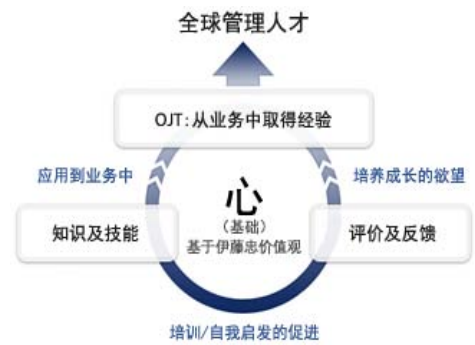 全球管理人才
OJT:从业务中取得经验
应用到业务中
培养成长的欲望
心
(基础)
基于伊藤忠价值观
知识及技能
评价及反馈
培训/自我启发的促进